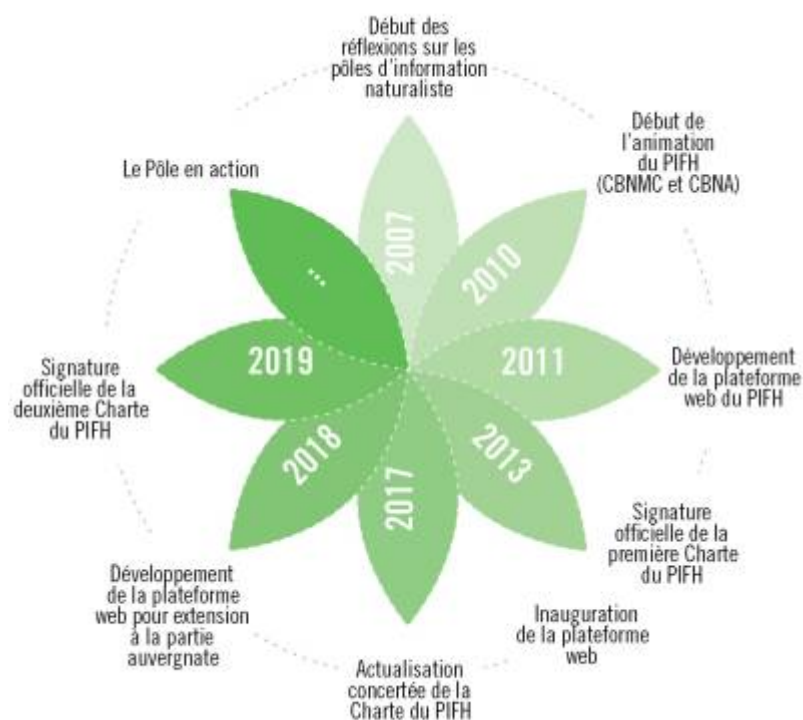 Début des
réflexions sur les
pôles d'information
naturaliste
2007
Début de
l'animation
du PIFH
(CBNMC et CBNA)
2010
Développement
de la plateforme
web du PIFH
2011
Signature
officielle de la
première Charte
du PIFH
2013
Inauguration
de la plateforme
web
Actualisation
concertée de la
Charte du PIFH
2017
Développement
de la plateforme
web pour extension
à la partie
auvergnate
2018
Signature
officielle de la
deuxième Charte
du PIFH
2019
Le Pôle en action
...